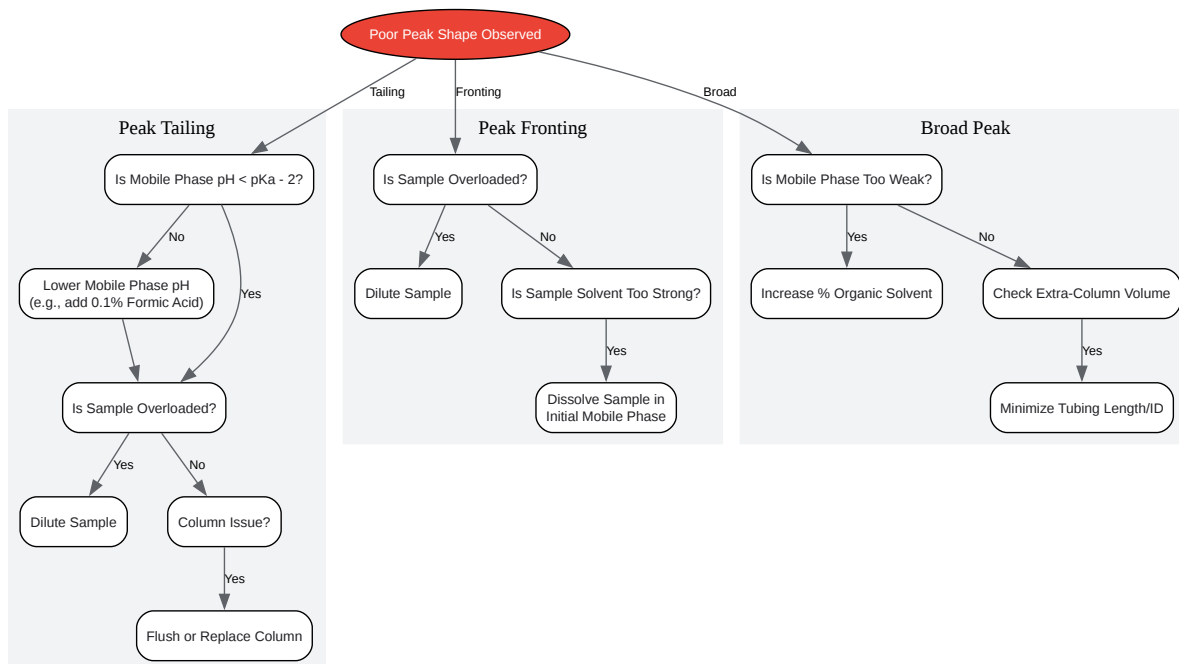 Poor Peak Shape Observed
Tailing
Fronting
Broad
Peak Tailing
Is Mobile Phase pH < pKa - 2?
No
Yes
Lower Mobile Phase pH
(e.g., add 0.1% Formic Acid)
Is Sample Overloaded?
Yes
No
Dilute Sample
Column Issue?
Yes
Flush or Replace Column
Peak Fronting
Is Sample Overloaded?
Yes
No
Dilute Sample
Is Sample Solvent Too Strong?
Yes
Dissolve Sample in
Initial Mobile Phase
Broad Peak
Is Mobile Phase Too Weak?
Yes
No
Increase % Organic Solvent
Check Extra-Column Volume
Yes
Minimize Tubing Length/ID